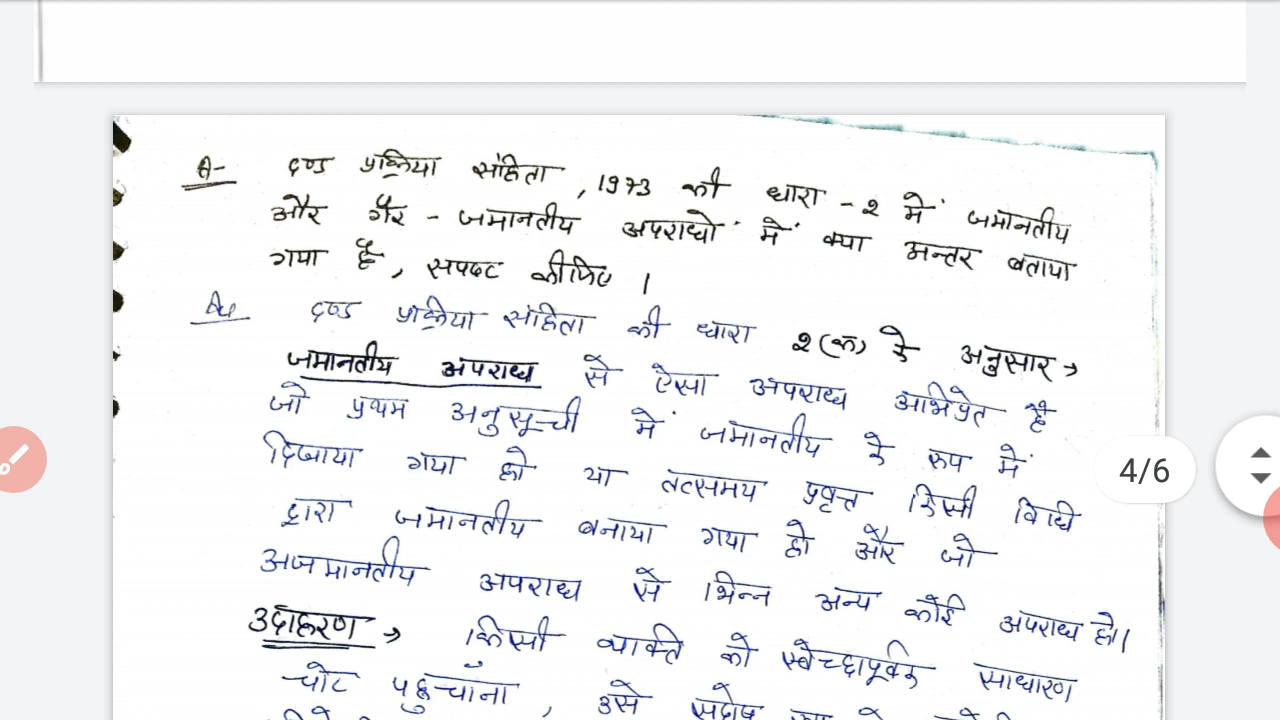 Q- दण्ड प्रक्रिया संहिता, 1973 की धारा - 2 में जमानतीय
और गैर - जमानतीय अपराधों में क्या अन्तर बताया
गया है, सपष्ट कीजिए ।
दण्ड प्रक्रिया संहिता की धारा 2(क) के अनुसार→
जमानतीय अपराध से ऐसा अपराध अभिप्रेत है
जो प्रथम अनुसूची में जमानतीय के रूप में
दिखाया गया हो या तत्समय प्रवृत्त किसी विधि
4/6
द्वारा जमानतीय बनाया गया हो और जो
अजमानतीय अपराध से भिन्न अन्य कोई अपराध हो।
उदाहरण → किसी व्यक्ति को स्वेच्छापूर्वक साधारण
चोट पहुचाँना, उसे सदोष